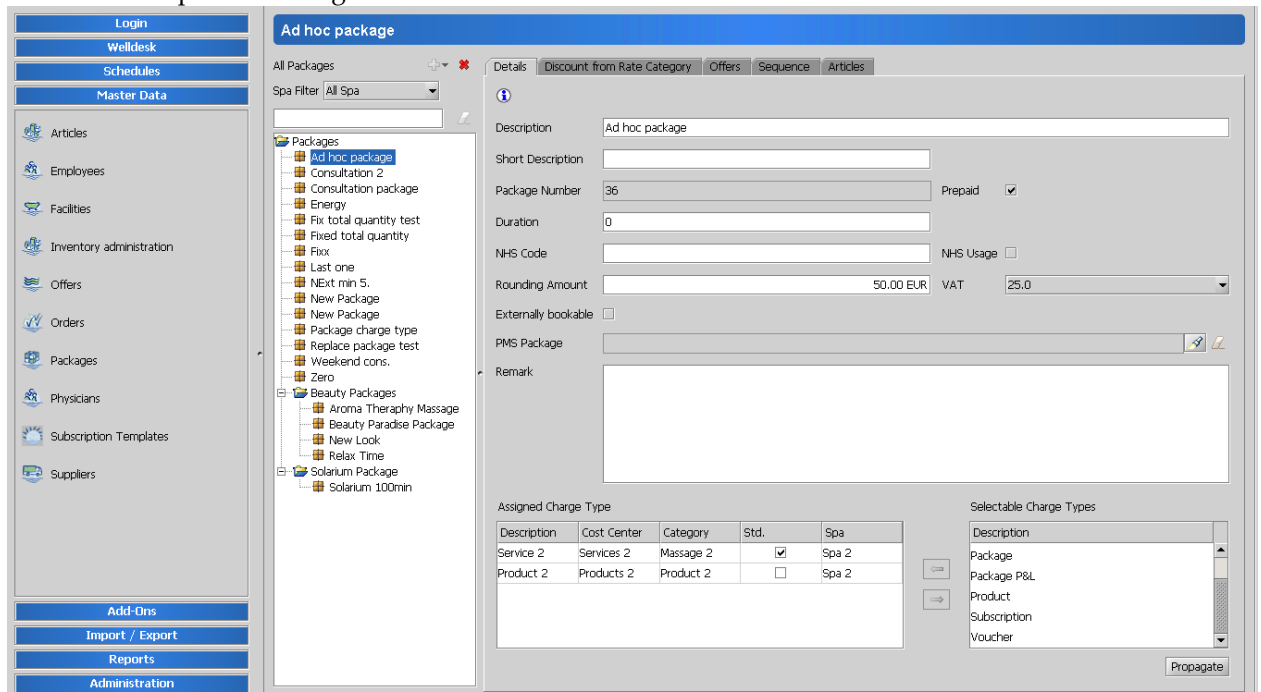 Login
Welldesk
Schedules
Master Data
Articles
Employees
Facilities
Inventory administration
Offers
Orders
Packages
Physicians
Subscription Templates
Suppliers
Add-Ons
Import / Export
Reports
Administration
Ad hoc package
All Packages
Spa Filter All Spa
Packages
Ad hoc package
Consultation 2
Consultation package
Energy
Fix total quantity test
Fixed total quantity
Fixx
Last one
NExt min 5.
New Package
New Package
Package charge type
Replace package test
Weekend cons.
Zero
Beauty Packages
Aroma Theraphy Massage
Beauty Paradise Package
New Look
Relax Time
Solarium Package
Solarium 100min
Details Discount from Rate Category Offers Sequence Articles
Description Ad hoc package
Short Description
Package Number 36 Prepaid
Duration 0
NHS Code NHS Usage
Rounding Amount 50.00 EUR VAT 25.0
Externally bookable
PMS Package
Remark
Assigned Charge Type
Description Cost Center Category Std. Spa
Service 2 Services 2 Massage 2 Spa 2
Product 2 Products 2 Product 2 Spa 2
Selectable Charge Types
Description
Package
Package P&L
Product
Subscription
Voucher
Propagate